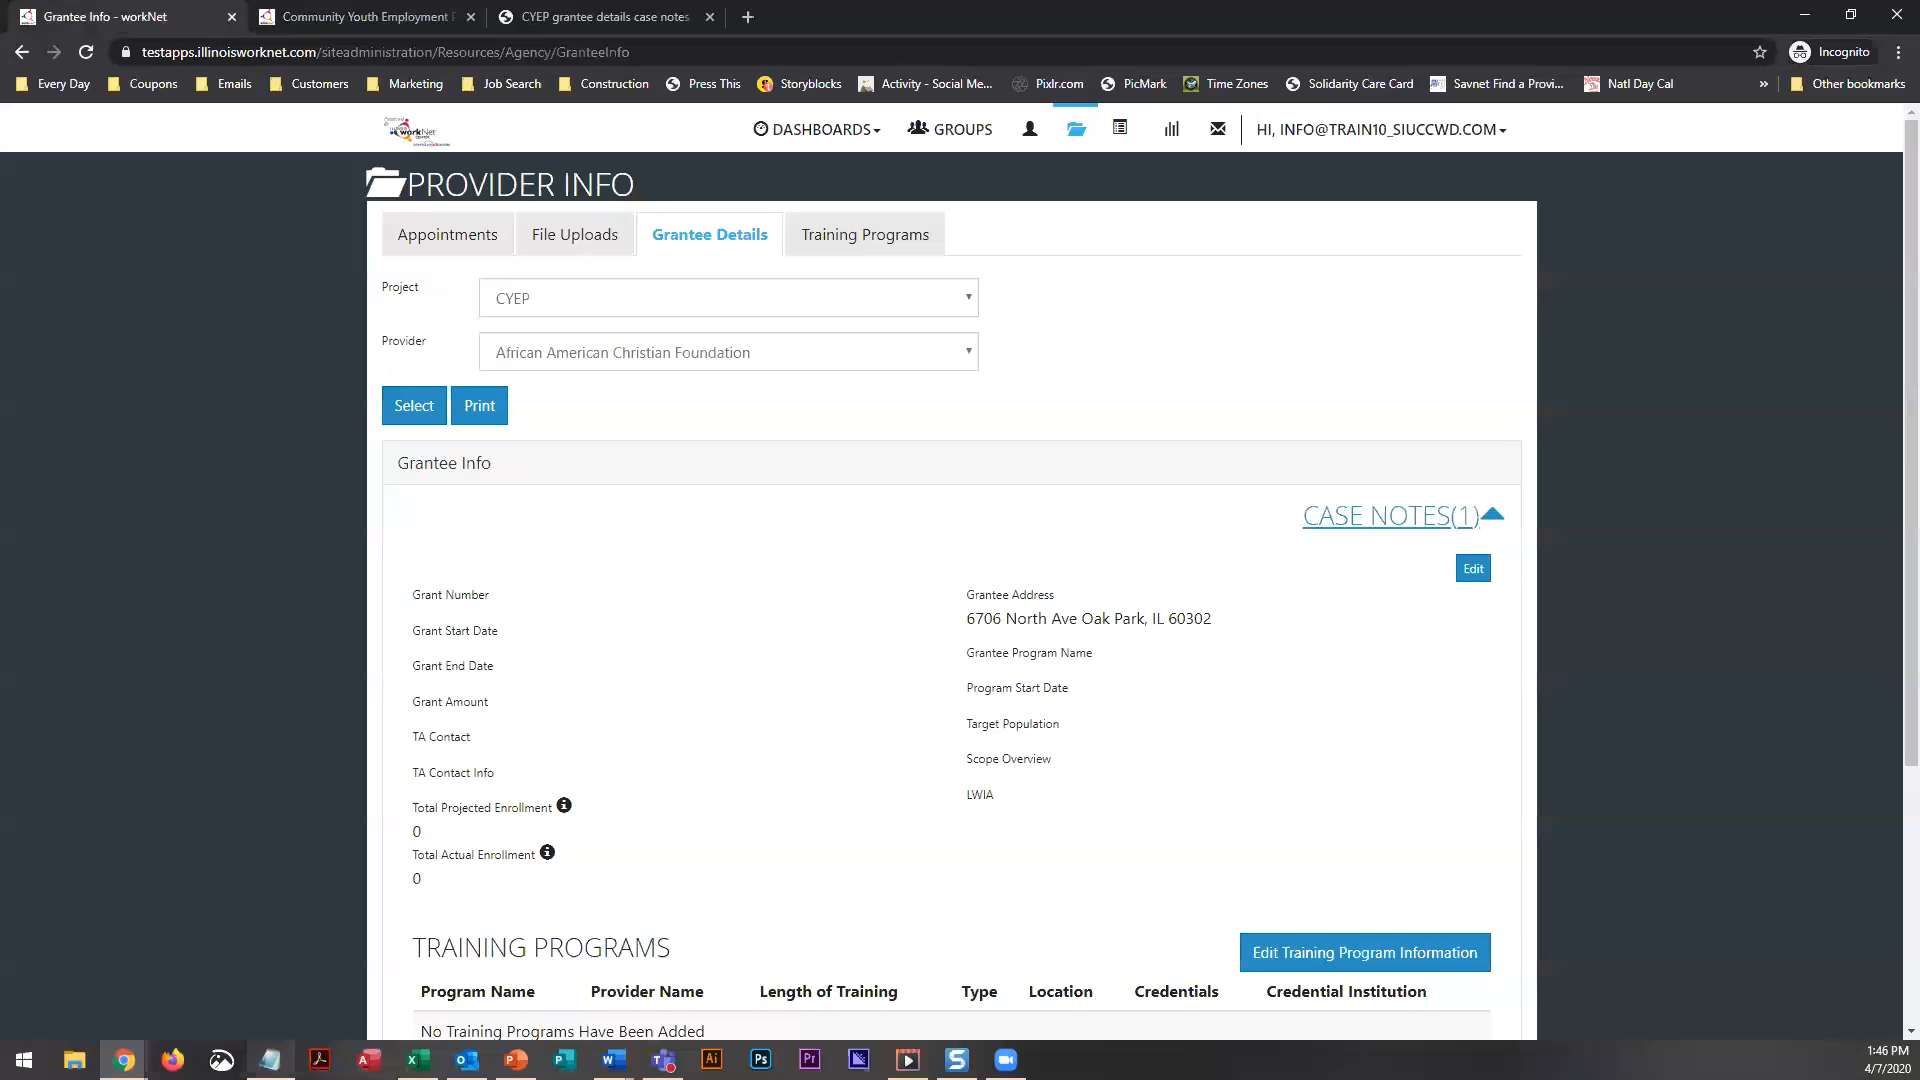 Grantee Info - workNet
Community Youth Employment P
CYEP grantee details case notes
testapps.illinoisworknet.com/siteadministration/Resources/Agency/GranteeInfo
Incognito
Every Day
Coupons
Emails
Customers
Marketing
Job Search
Construction
Press This
Storyblocks
Activity - Social Me...
Pixlr.com
PicMark
Time Zones
Solidarity Care Card
Savnet Find a Provi...
Natl Day Cal
»
Other bookmarks
workNet
DASHBOARDS
GROUPS
HI, INFO@TRAIN10_SIUCCWD.COM
PROVIDER INFO
Appointments
File Uploads
Grantee Details
Training Programs
Project
CYEP
Provider
African American Christian Foundation
Select
Print
Grantee Info
CASE NOTES(1)
Edit
Grant Number
Grant Start Date
Grant End Date
Grant Amount
TA Contact
TA Contact Info
Total Projected Enrollment
0
Total Actual Enrollment
0
Grantee Address
6706 North Ave Oak Park, IL 60302
Grantee Program Name
Program Start Date
Target Population
Scope Overview
LWIA
TRAINING PROGRAMS
Edit Training Program Information
Program Name
Provider Name
Length of Training
Type
Location
Credentials
Credential Institution
No Training Programs Have Been Added
Ai
Ps
Pr
1:46 PM
4/7/2020